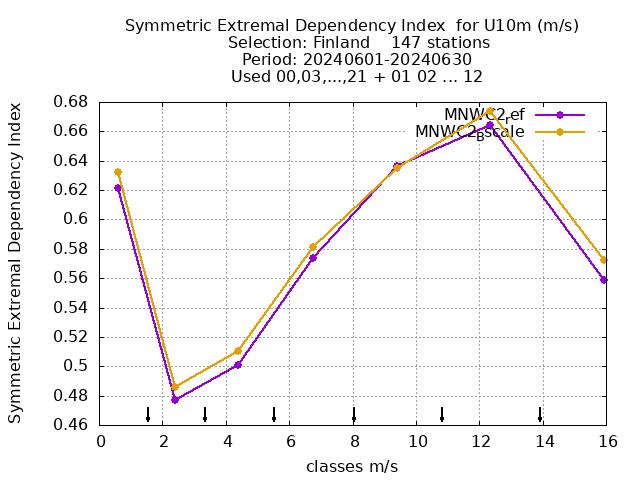 Symmetric Extremal Dependency Index  for U10m (m/s)
Selection: Finland    147 stations
Period: 20240601-20240630
Used 00,03,...,21 + 01 02 ... 12
Symmetric Extremal Dependency Index
0.68
0.66
0.64
0.62
0.6
0.58
0.56
0.54
0.52
0.5
0.48
0.46
MNWC2ref
MNWC2Bscale
0 2 4 6 8 10 12 14 16
classes m/s